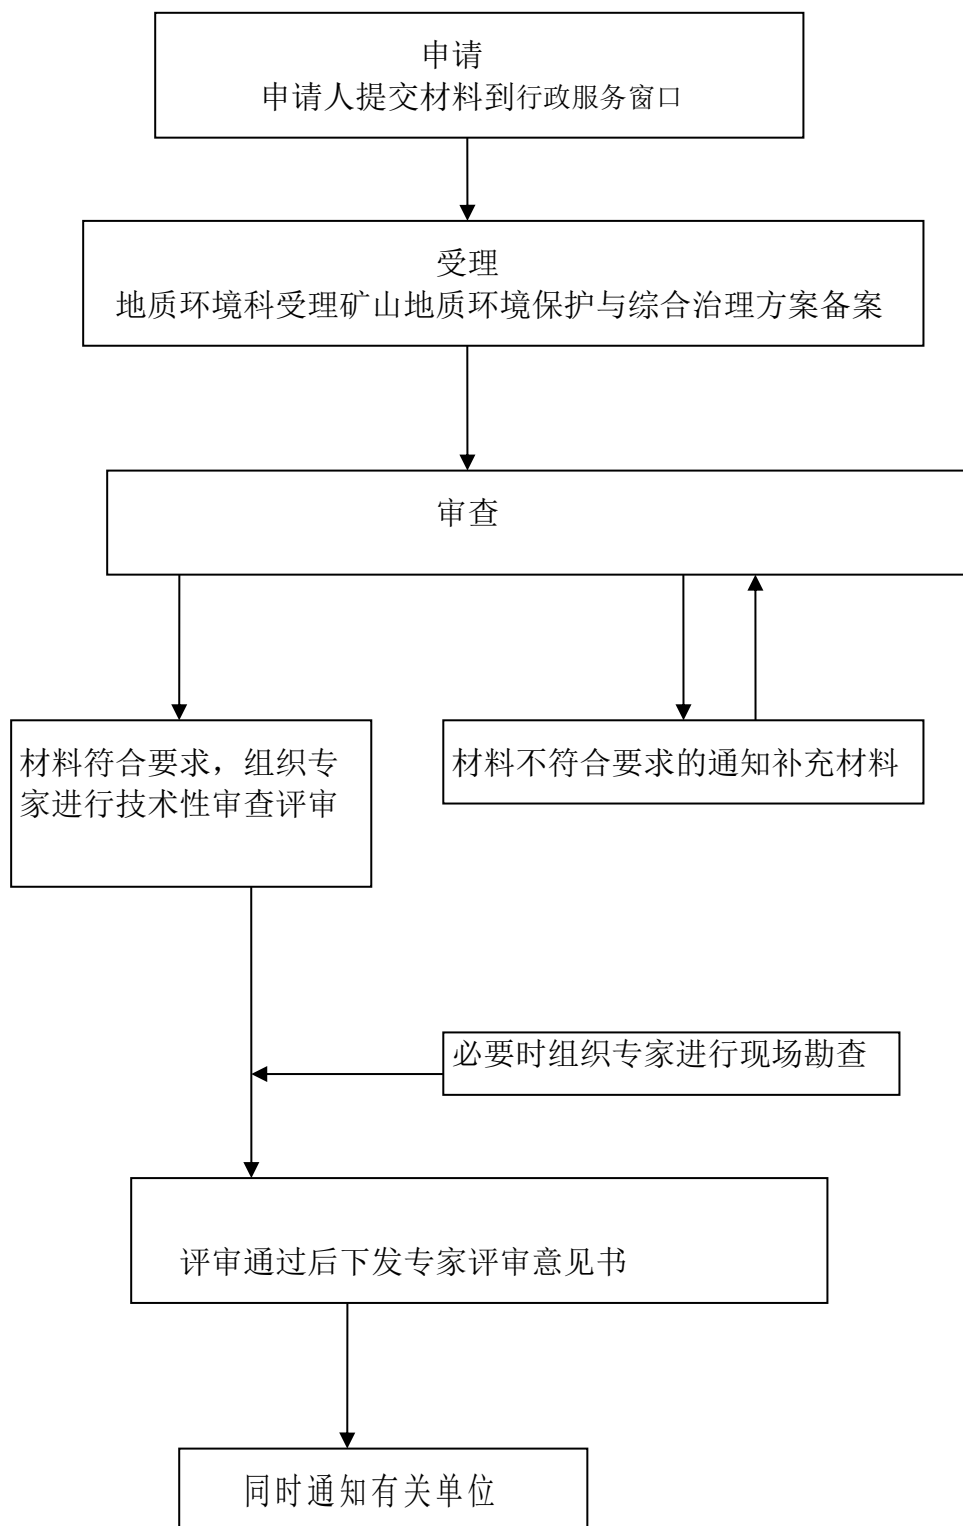 申请
申请人提交材料到行政服务窗口
受理
地质环境科受理矿山地质环境保护与综合治理方案备案
审查
材料符合要求，组织专
家进行技术性审查评审
材料不符合要求的通知补充材料
必要时组织专家进行现场勘查
评审通过后下发专家评审意见书
同时通知有关单位